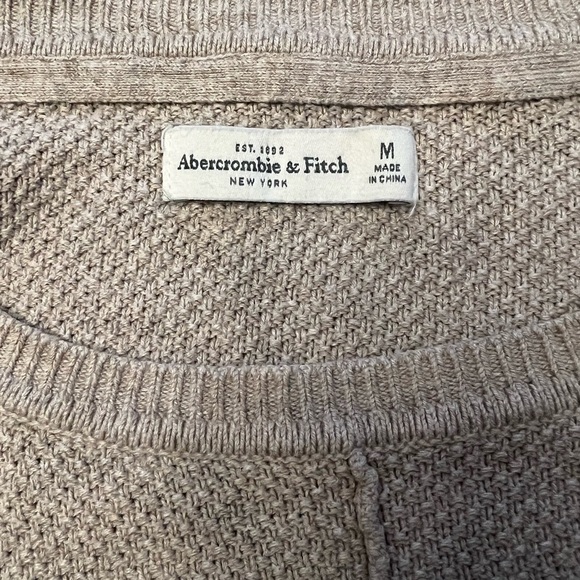 EST. 1892
Abercrombie & Fitch
NEW YORK
M
MADE
IN CHINA